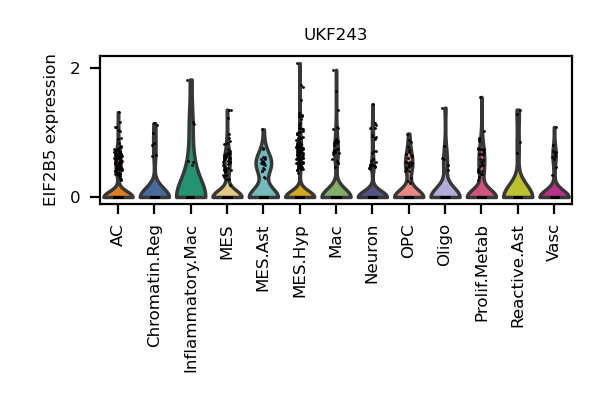 UKF243
EIF2B5 expression
2
0
AC
Chromatin.Reg
Inflammatory.Mac
MES
MES.Ast
MES.Hyp
Mac
Neuron
OPC
Oligo
Prolif.Metab
Reactive.Ast
Vasc